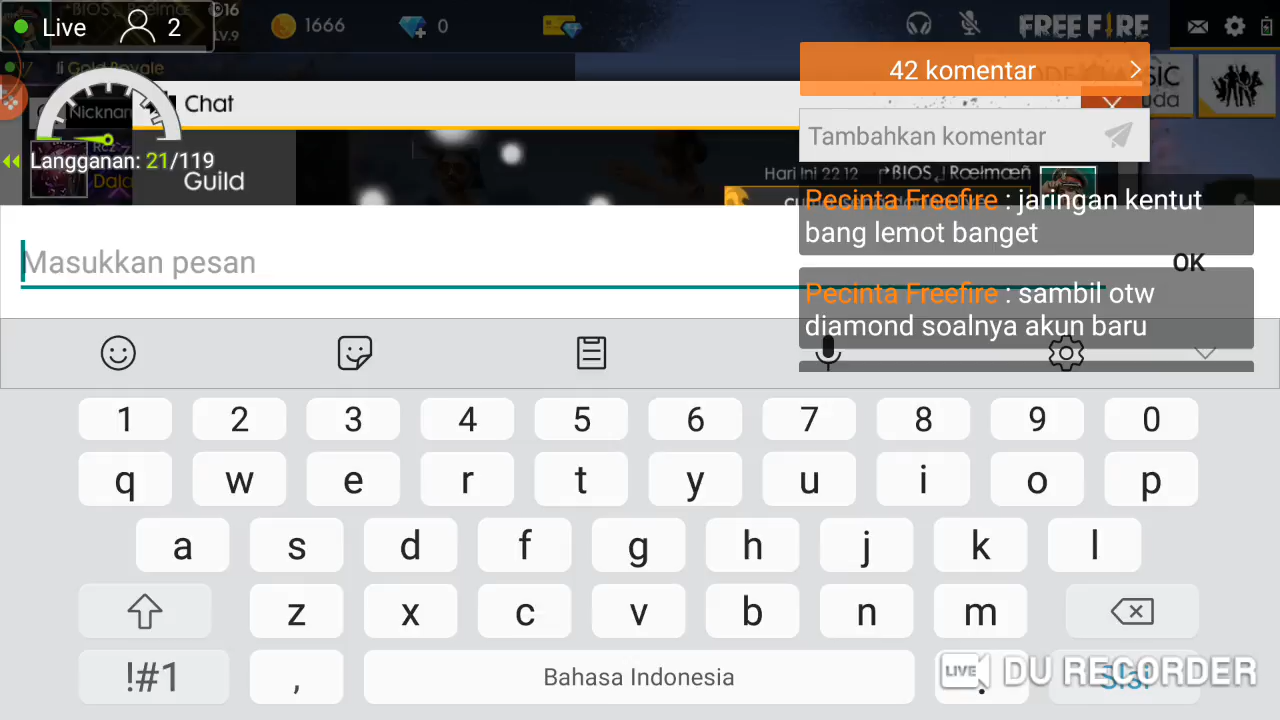 Live 2
1666
0
FREE FIRE
Chat
42 komentar
Tambahkan komentar
Langganan: 21/119
Guild
Hari Ini 22 12
Pecinta Freefire : jaringan kentut
bang lemot banget
Masukkan pesan
OK
Pecinta Freefire : sambil otw
diamond soalnya akun baru
1 2 3 4 5 6 7 8 9 0
q w e r t y u i o p
a s d f g h j k l
z x c v b n m
!#1 , Bahasa Indonesia .
LIVE DU RECORDER